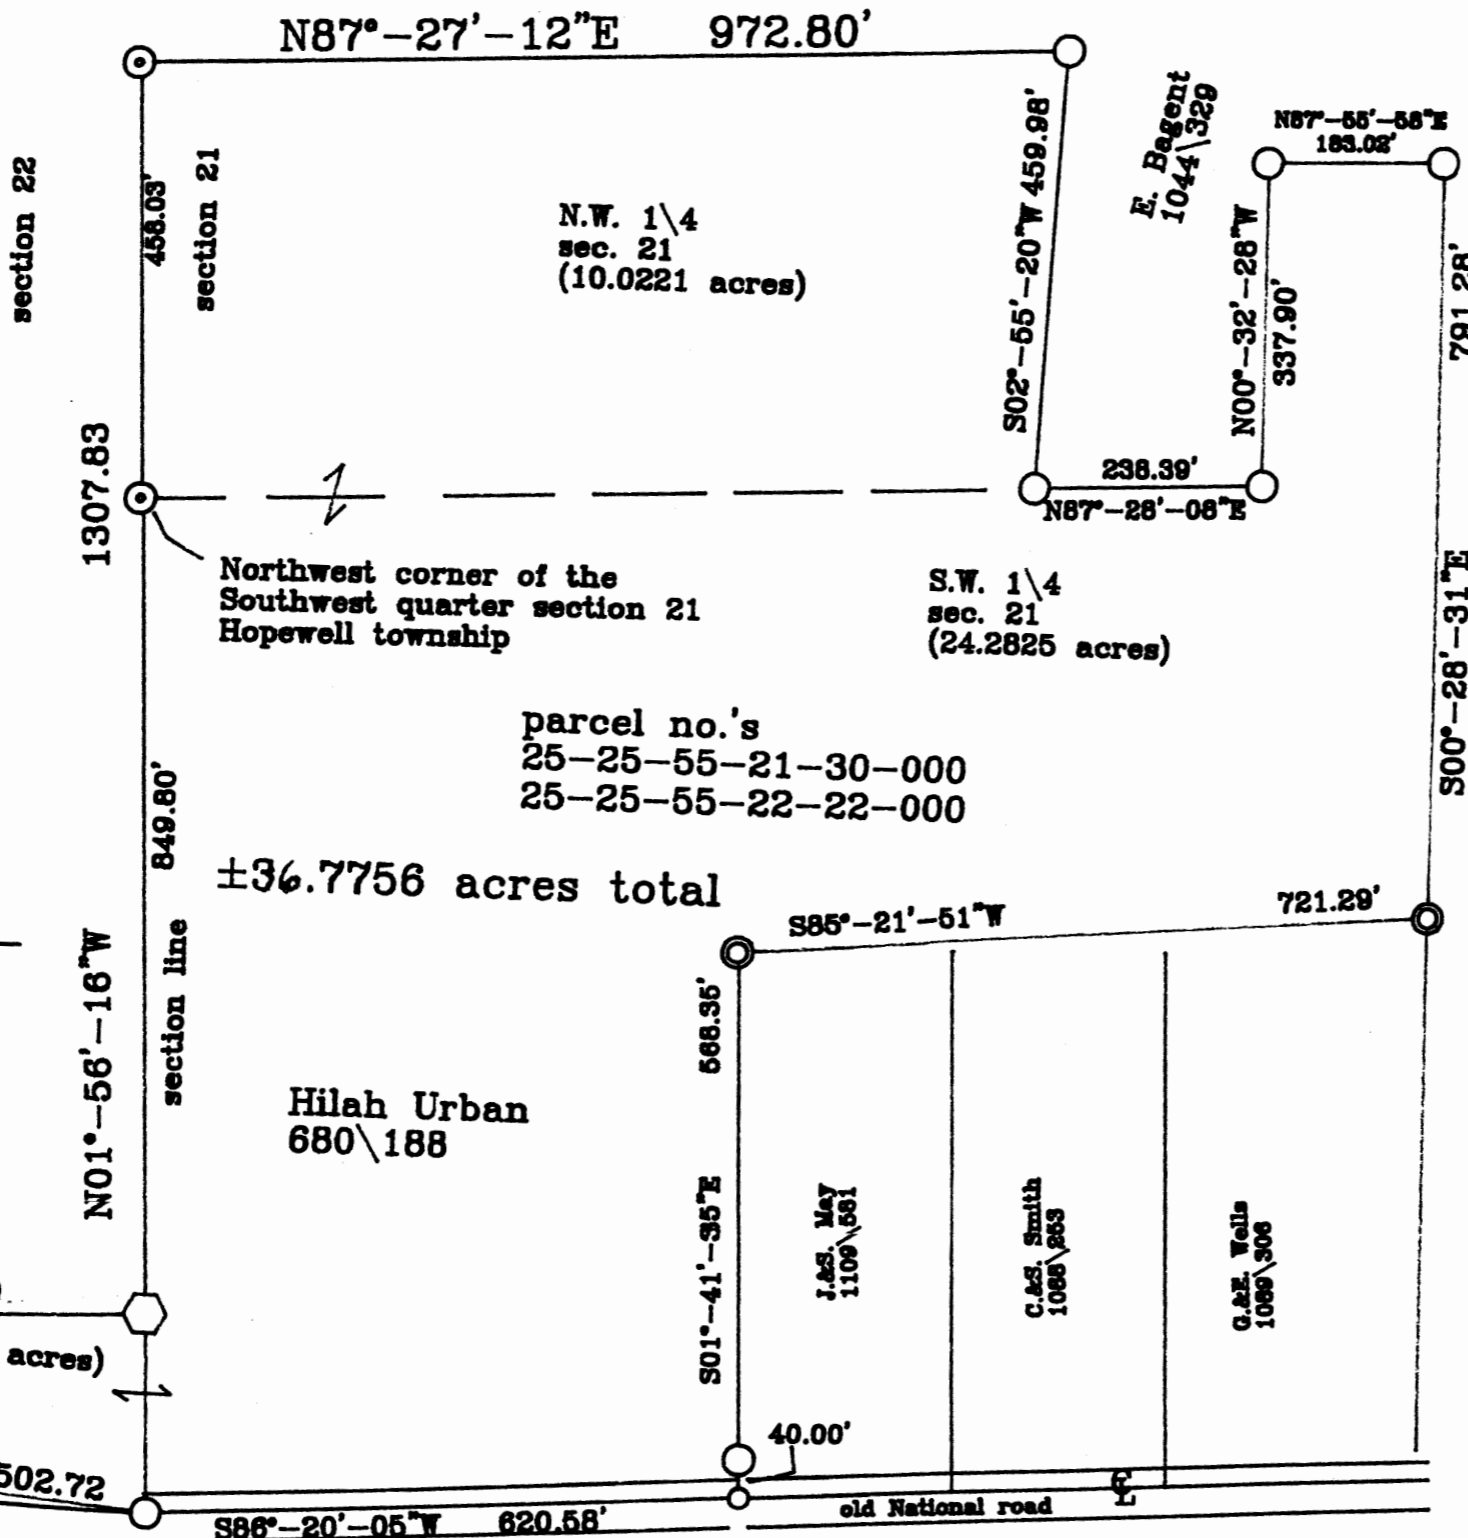 N87°-27'-12"E 972.80'
section 22
458.03'
section 21
N.W. 1\4
sec. 21
(10.0221 acres)
S02°-55'-20"W 459.98'
E. Bagent
1044\329
N87°-55'-58"E
183.02'
N00°-32'-28"W
337.90'
791.28'
S00°-28'-31"E
1307.83
N01°-56'-16"W
238.39'
N87°-28'-08"E
Northwest corner of the
Southwest quarter section 21
Hopewell township
S.W. 1\4
sec. 21
(24.2825 acres)
parcel no.'s
25-25-55-21-30-000
25-25-55-22-22-000
849.80'
section line
±36.7756 acres total
S85°-21'-51"W 721.29'
568.35'
S01°-41'-35"E
Hilah Urban
680\188
J.&S. May
1109\581
C.&S. Smith
1088\253
G.&E. Wells
1089\306
acres)
40.00'
502.72
S86°-20'-05"W 620.58'
old National road
CL